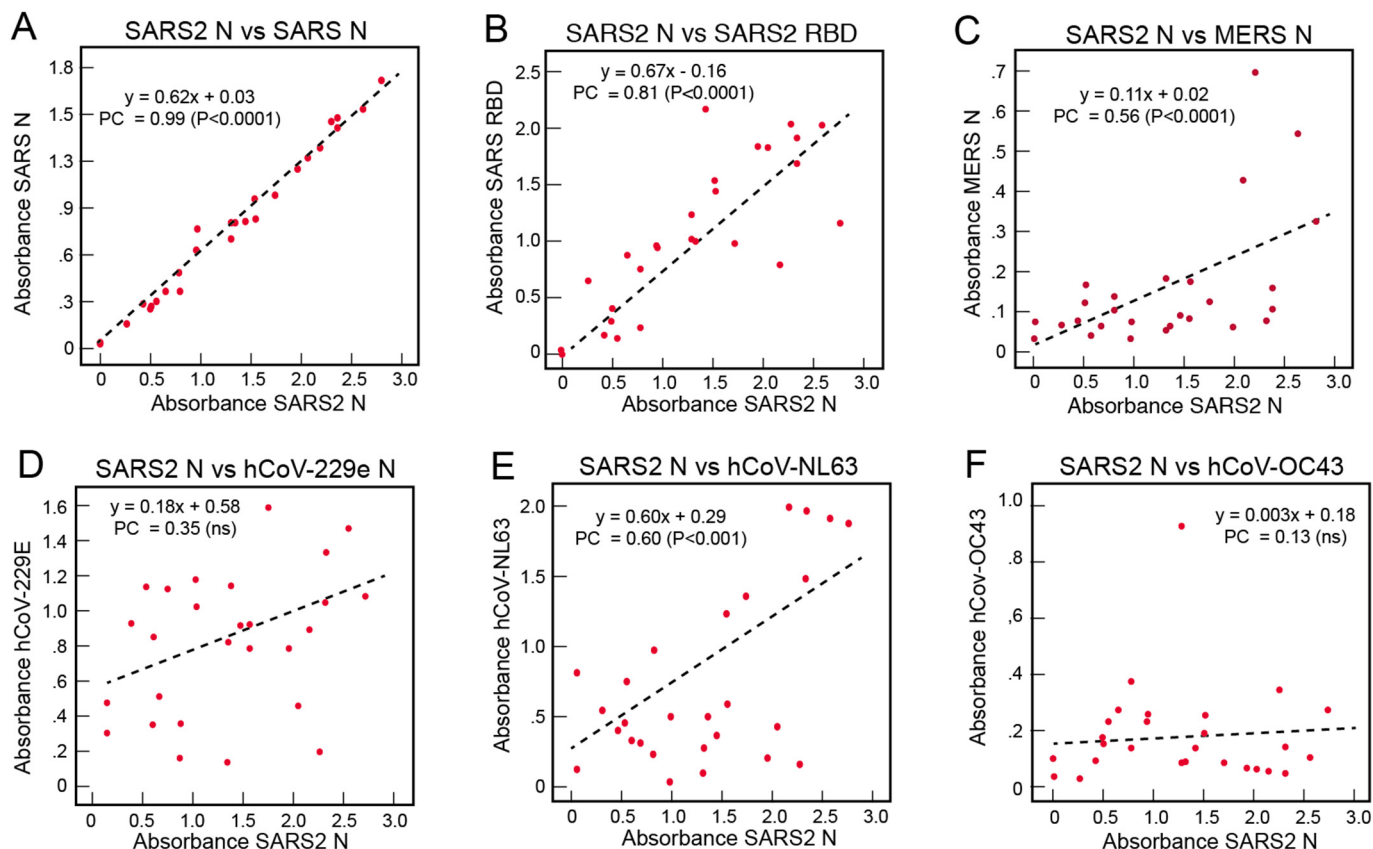 A
SARS2 N vs SARS N
y = 0.62x + 0.03
PC = 0.99 (P<0.0001)
Absorbance SARS N
1.8
1.5
1.3
.9
.6
.3
0
0 0.5 1.0 1.5 2.0 2.5 3.0
Absorbance SARS2 N
B
SARS2 N vs SARS2 RBD
y = 0.67x - 0.16
PC = 0.81 (P<0.0001)
Absorbance SARS RBD
2.5
2.0
1.5
1.0
0.5
0
0 0.5 1.0 1.5 2.0 2.5 3.0
Absorbance SARS2 N
C
SARS2 N vs MERS N
y = 0.11x + 0.02
PC = 0.56 (P<0.0001)
Absorbance MERS N
.7
.6
.5
.4
.3
.2
0.1
0
0 0.5 1.0 1.5 2.0 2.5 3.0
Absorbance SARS2 N
D
SARS2 N vs hCoV-229e N
y = 0.18x + 0.58
PC = 0.35 (ns)
Absorbance hCoV-229E
1.6
1.4
1.2
1.0
.8
.6
.4
.2
0
0 0.5 1.0 1.5 2.0 2.5 3.0
Absorbance SARS2 N
E
SARS2 N vs hCoV-NL63
y = 0.60x + 0.29
PC = 0.60 (P<0.001)
Absorbance hCoV-NL63
2.0
1.5
1.0
.5
0
0 0.5 1.0 1.5 2.0 2.5 3.0
Absorbance SARS2 N
F
SARS2 N vs hCoV-OC43
y = 0.003x + 0.18
PC = 0.13 (ns)
Absorbance hCov-OC43
1.0
.8
.6
.4
.2
0
0 0.5 1.0 1.5 2.0 2.5 3.0
Absorbance SARS2 N